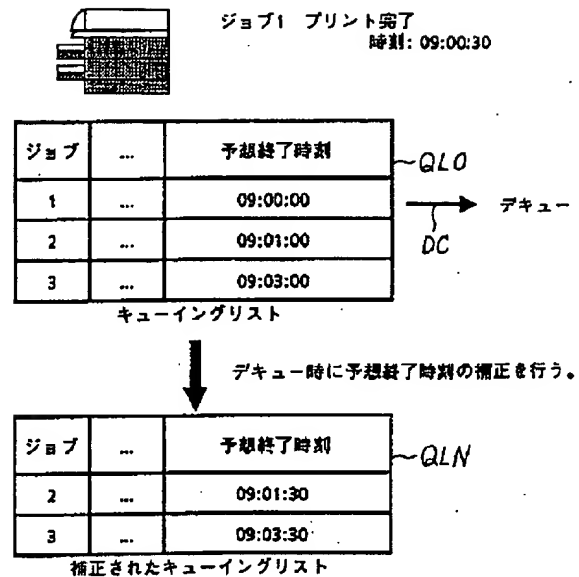 ジョブ1 プリント完了
時刻: 09:00:30
ジョブ ... 予想終了時刻
QLO
1 ... 09:00:00
デキュー
DC
2 ... 09:01:00
3 ... 09:03:00
キューイングリスト
デキュー時に予想終了時刻の補正を行う。
ジョブ ... 予想終了時刻
QLN
2 ... 09:01:30
3 ... 09:03:30
補正されたキューイングリスト